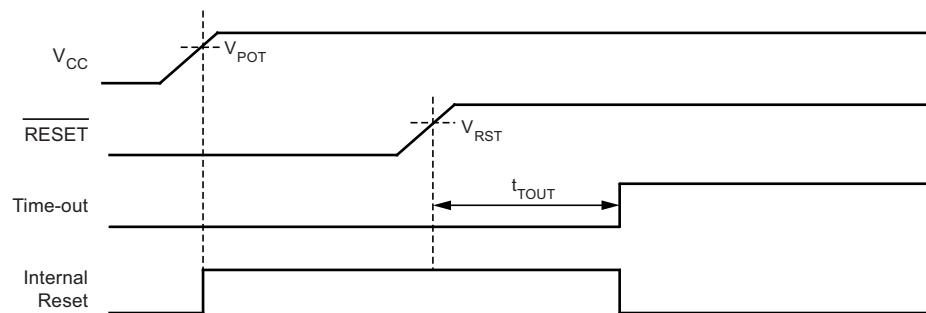 V_CC
V_POT
RESET
V_RST
t_TOUT
Time-out
Internal
Reset